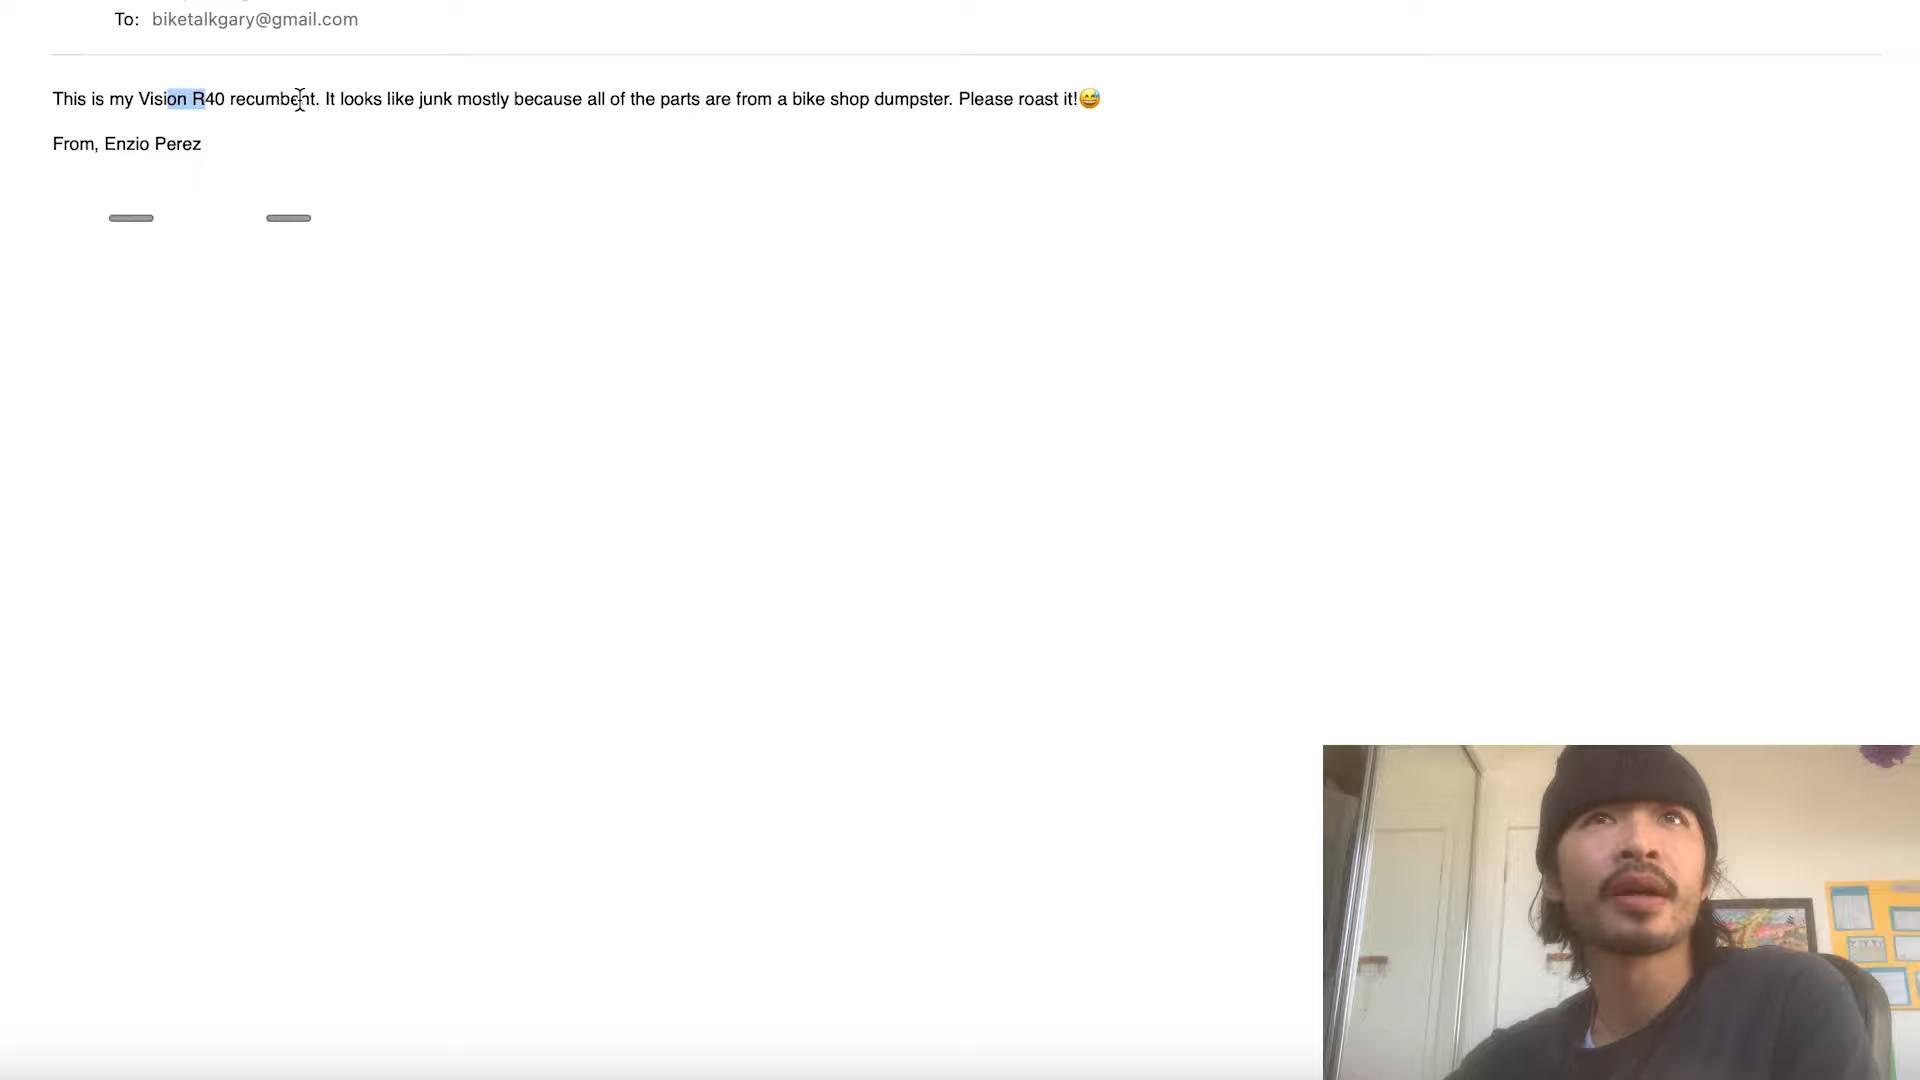 To: biketalkgary@gmail.com
This is my Vision R40 recumbent. It looks like junk mostly because all of the parts are from a bike shop dumpster. Please roast it!😅
From, Enzio Perez